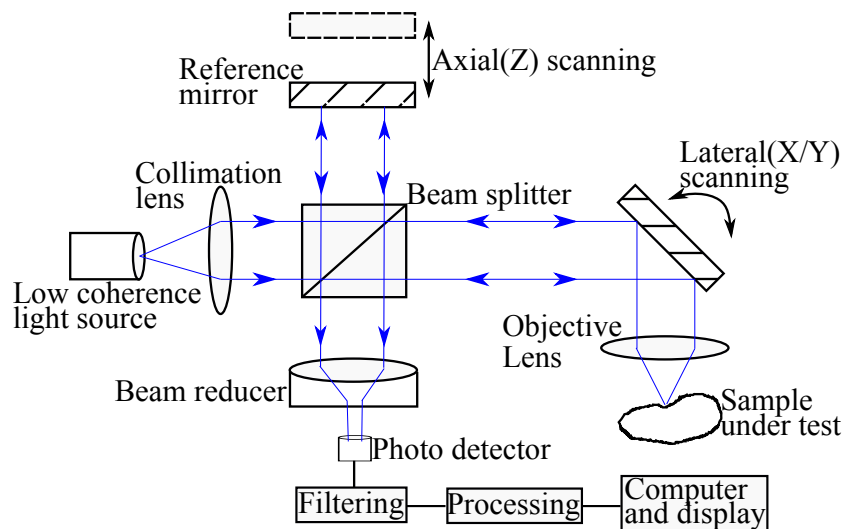 Axial(Z) scanning
Reference
mirror
Lateral(X/Y)
scanning
Collimation
lens
Beam splitter
Low coherence
light source
Objective
Lens
Beam reducer
Sample
under test
Photo detector
Filtering
Processing
Computer
and display